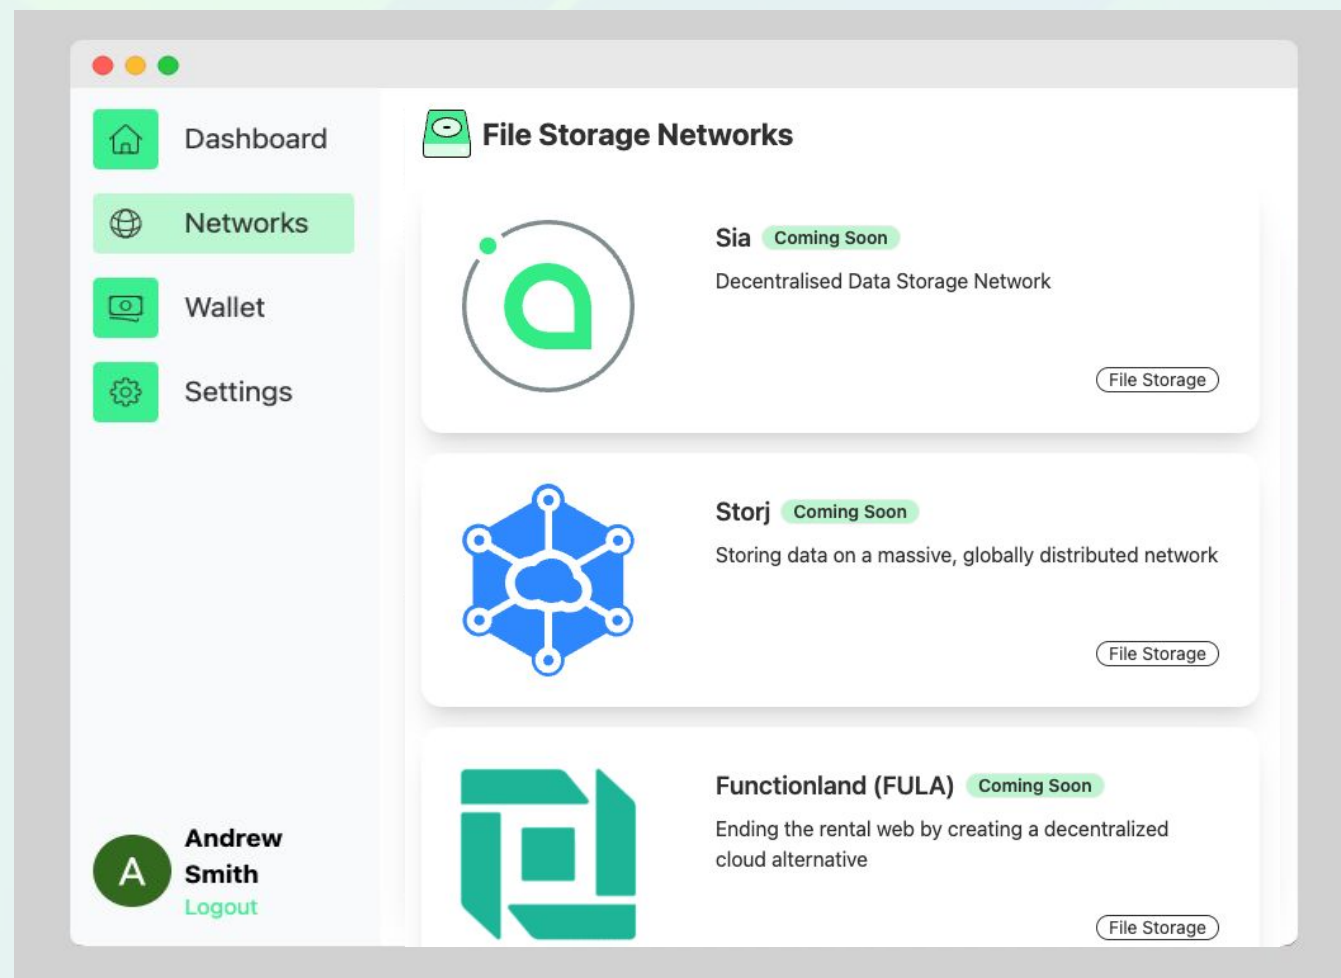 Dashboard
Networks
Wallet
Settings
A
Andrew
Smith
Logout
File Storage Networks
Sia Coming Soon
Decentralised Data Storage Network
File Storage
Storj Coming Soon
Storing data on a massive, globally distributed network
File Storage
Functionland (FULA) Coming Soon
Ending the rental web by creating a decentralized
cloud alternative
File Storage